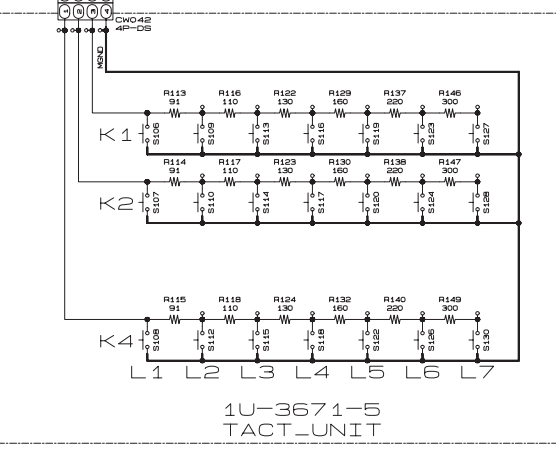 1 2 3 4
CW042
4P-DS
MGND
R113 R116 R122 R129 R137 R146
91 110 130 160 220 300
K1 S106 S109 S113 S116 S119 S123 S127
R114 R117 R123 R130 R138 R147
91 110 130 160 220 300
K2 S107 S110 S114 S117 S120 S124 S128
R115 R118 R124 R132 R140 R149
91 110 130 160 220 300
K4 S108 S112 S115 S118 S122 S126 S130
L1 L2 L3 L4 L5 L6 L7
1U-3671-5
TACT_UNIT